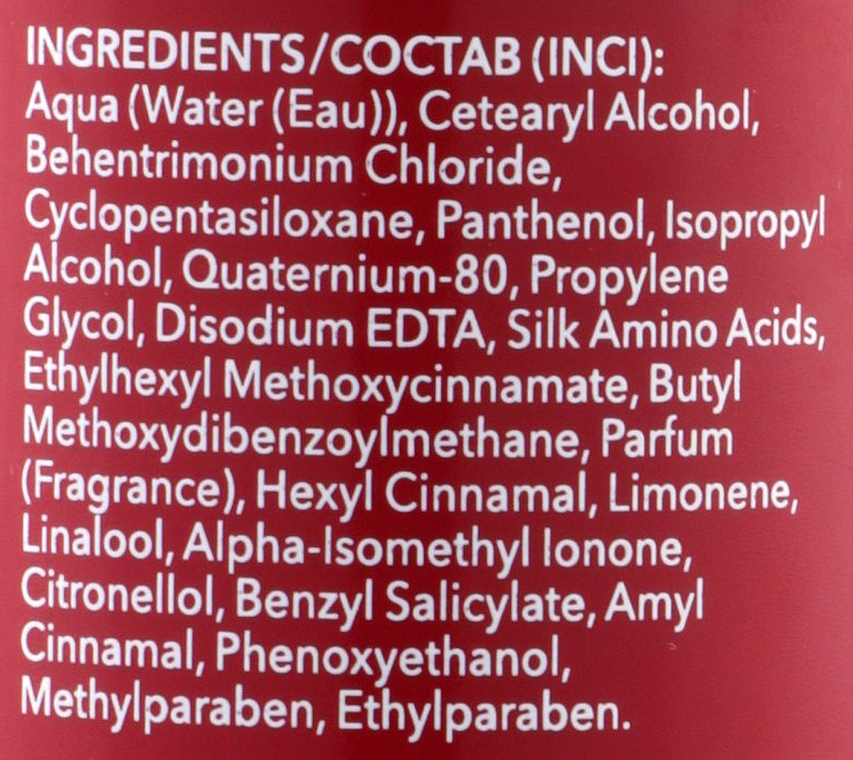 INGREDIENTS/СОСТАВ (INCI):
Aqua (Water (Eau)), Cetearyl Alcohol,
Behentrimonium Chloride,
Cyclopentasiloxane, Panthenol, Isopropyl
Alcohol, Quaternium-80, Propylene
Glycol, Disodium EDTA, Silk Amino Acids,
Ethylhexyl Methoxycinnamate, Butyl
Methoxydibenzoylmethane, Parfum
(Fragrance), Hexyl Cinnamal, Limonene,
Linalool, Alpha-Isomethyl Ionone,
Citronellol, Benzyl Salicylate, Amyl
Cinnamal, Phenoxyethanol,
Methylparaben, Ethylparaben.